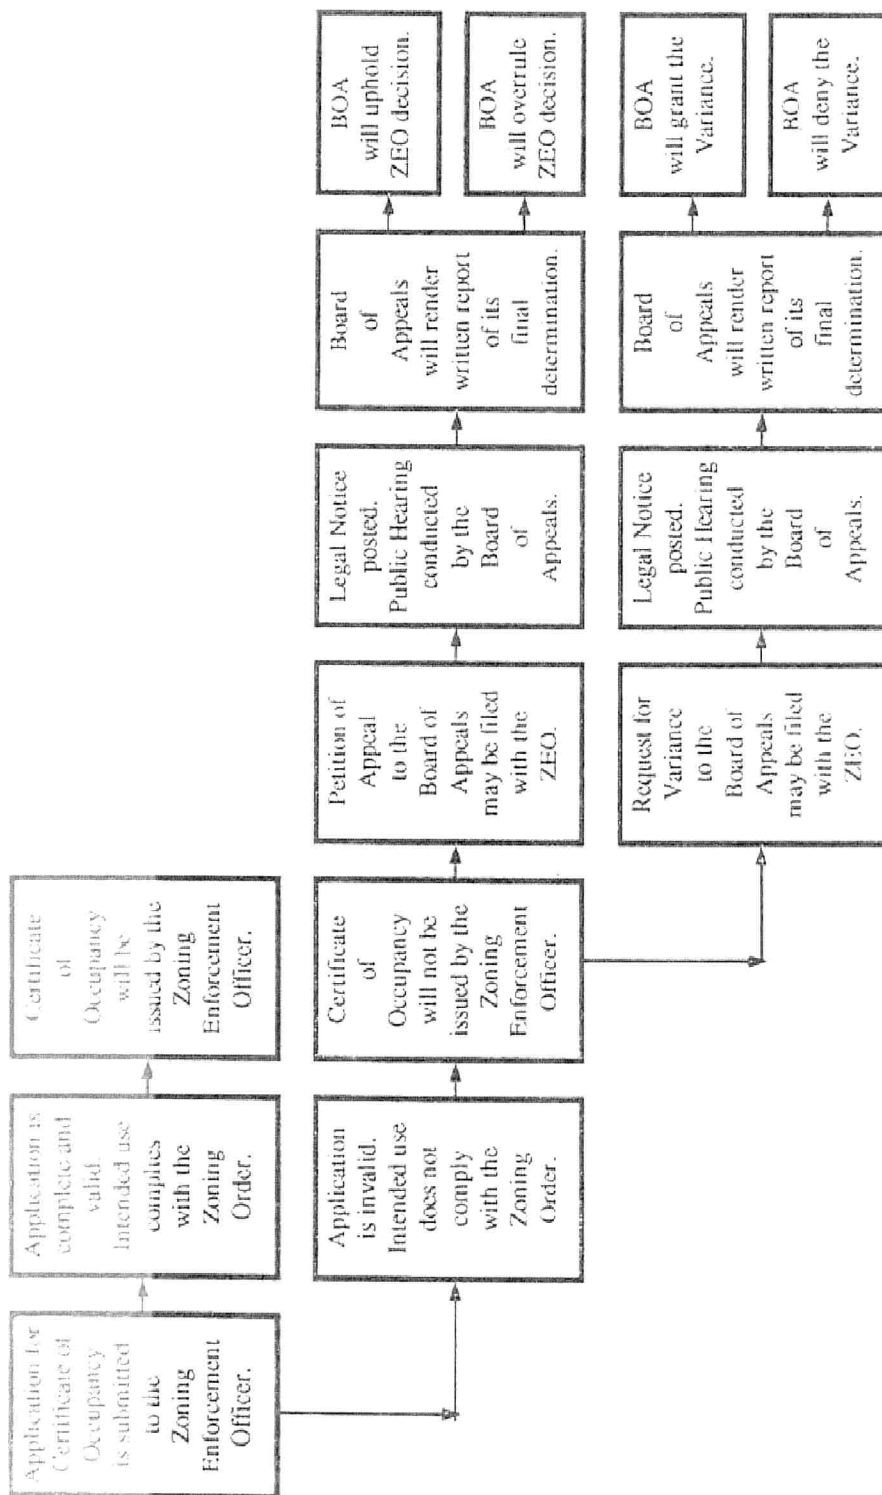 Application for
Certificate of
Occupancy
is submitted
to the
Zoning
Enforcement
Officer.
Application is
complete and
valid.
Intended use
complies
with the
Zoning
Order.
Certificate
of
Occupancy
will be
issued by the
Zoning
Enforcement
Officer.
Application
is invalid.
Intended use
does not
comply
with the
Zoning
Order.
Certificate
of
Occupancy
will not be
issued by the
Zoning
Enforcement
Officer.
Petition of
Appeal
to the
Board of
Appeals
may be filed
with the
ZEO.
Legal Notice
posted.
Public Hearing
conducted
by the
Board
of
Appeals.
Board
of
Appeals
will render
written report
of its
final
determination.
BOA
will uphold
ZEO decision.
BOA
will overrule
ZEO decision.
Request for
Variance
to the
Board of
Appeals
may be filed
with the
ZEO.
Legal Notice
posted.
Public Hearing
conducted
by the
Board
of
Appeals.
Board
of
Appeals
will render
written report
of its
final
determination.
BOA
will grant the
Variance.
BOA
will deny the
Variance.